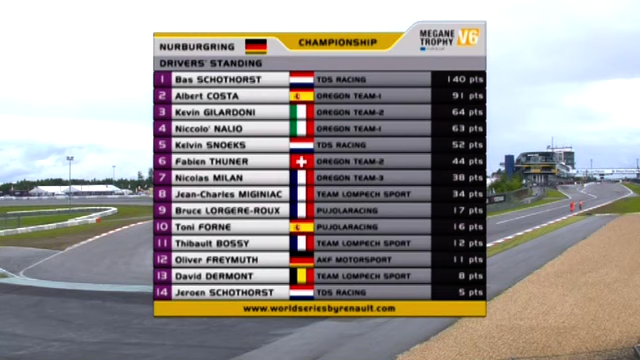 NURBURGRING CHAMPIONSHIP MEGANE TROPHY V6
DRIVERS' STANDING
1 Bas SCHOTHORST TDS RACING 140 pts
2 Albert COSTA OREGON TEAM-1 91 pts
3 Kevin GILARDONI OREGON TEAM-2 64 pts
4 Niccolo' NALIO OREGON TEAM-1 63 pts
5 Kelvin SNOEKS TDS RACING 52 pts
6 Fabien THUNER OREGON TEAM-2 44 pts
7 Nicolas MILAN OREGON TEAM-3 38 pts
8 Jean-Charles MIGINIAC TEAM LOMPECH SPORT 34 pts
9 Bruce LORGERE-ROUX PUJOLARACING 17 pts
10 Toni FORNE PUJOLARACING 16 pts
11 Thibault BOSSY TEAM LOMPECH SPORT 12 pts
12 Oliver FREYMUTH AKF MOTORSPORT 11 pts
13 David DERMONT TEAM LOMPECH SPORT 8 pts
14 Jeroen SCHOTHORST TDS RACING 5 pts
www.worldseriesbyrenault.com